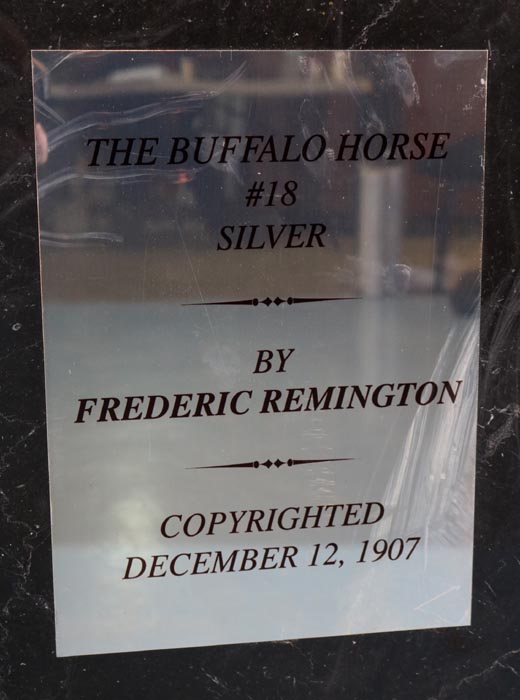 THE BUFFALO HORSE
#18
SILVER
BY
FREDERIC REMINGTON
COPYRIGHTED
DECEMBER 12, 1907